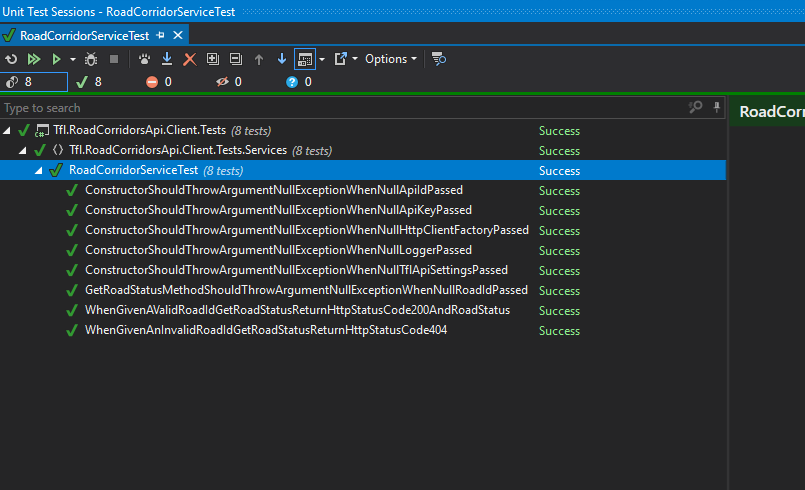 Unit Test Sessions - RoadCorridorServiceTest
RoadCorridorServiceTest
Options
8 8 0 0 0
Type to search
RoadCorr
Tfl.RoadCorridorsApi.Client.Tests (8 tests) Success
Tfl.RoadCorridorsApi.Client.Tests.Services (8 tests) Success
RoadCorridorServiceTest (8 tests) Success
ConstructorShouldThrowArgumentNullExceptionWhenNullApiIdPassed Success
ConstructorShouldThrowArgumentNullExceptionWhenNullApiKeyPassed Success
ConstructorShouldThrowArgumentNullExceptionWhenNullHttpClientFactoryPassed Success
ConstructorShouldThrowArgumentNullExceptionWhenNullLoggerPassed Success
ConstructorShouldThrowArgumentNullExceptionWhenNullTflApiSettingsPassed Success
GetRoadStatusMethodShouldThrowArgumentNullExceptionWhenNullRoadIdPassed Success
WhenGivenAValidRoadIdGetRoadStatusReturnHttpStatusCode200AndRoadStatus Success
WhenGivenAnInvalidRoadIdGetRoadStatusReturnHttpStatusCode404 Success